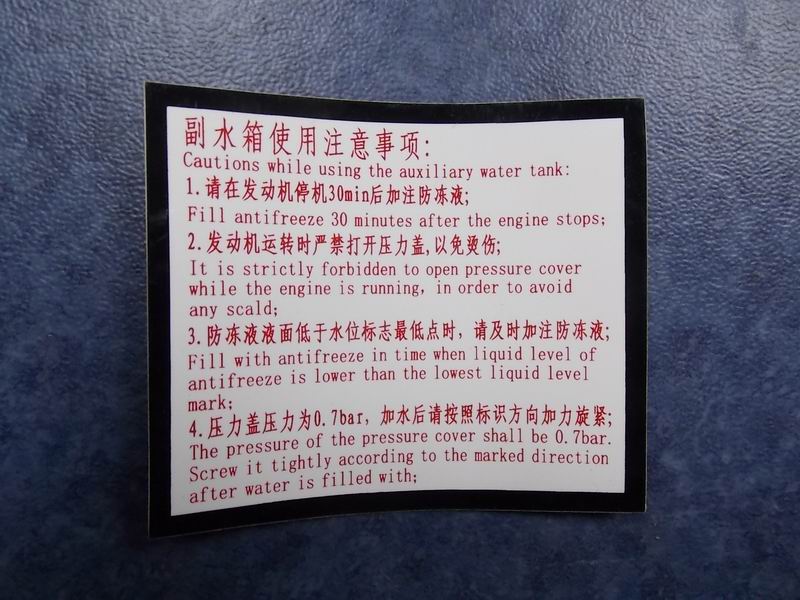 副水箱使用注意事项:
Cautions while using the auxiliary water tank:
1.请在发动机停机30min后加注防冻液;
Fill antifreeze 30 minutes after the engine stops;
2.发动机运转时严禁打开压力盖,以免烫伤;
It is strictly forbidden to open pressure cover
while the engine is running, in order to avoid
any scald;
3.防冻液液面低于水位标志最低点时，请及时加注防冻液;
Fill with antifreeze in time when liquid level of
antifreeze is lower than the lowest liquid level
mark;
4.压力盖压力为0.7bar，加水后请按照标识方向加力旋紧;
The pressure of the pressure cover shall be 0.7bar.
Screw it tightly according to the marked direction
after water is filled with;